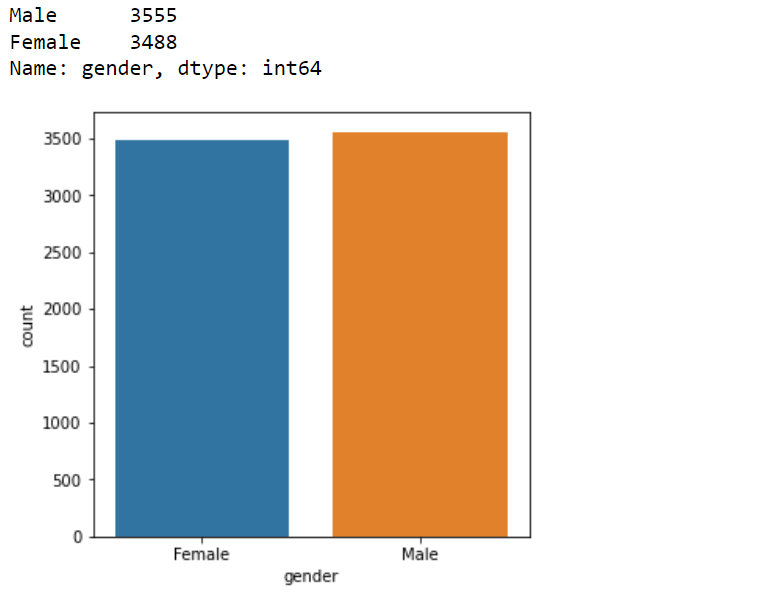 Male      3555
Female    3488
Name: gender, dtype: int64
3500
3000
2500
2000
1500
1000
500
0
count
Female Male
gender